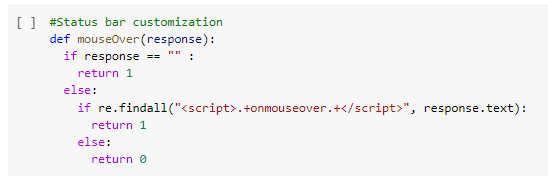 [ ] #Status bar customization
def mouseOver(response):
  if response == "" :
    return 1
  else:
    if re.findall("<script>.+onmouseover.+</script>", response.text):
      return 1
    else:
      return 0